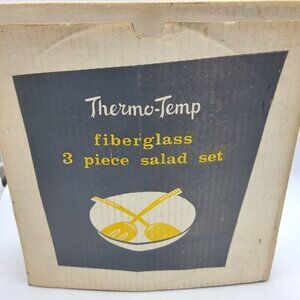 Thermo-Temp
fiberglass
3 piece salad set